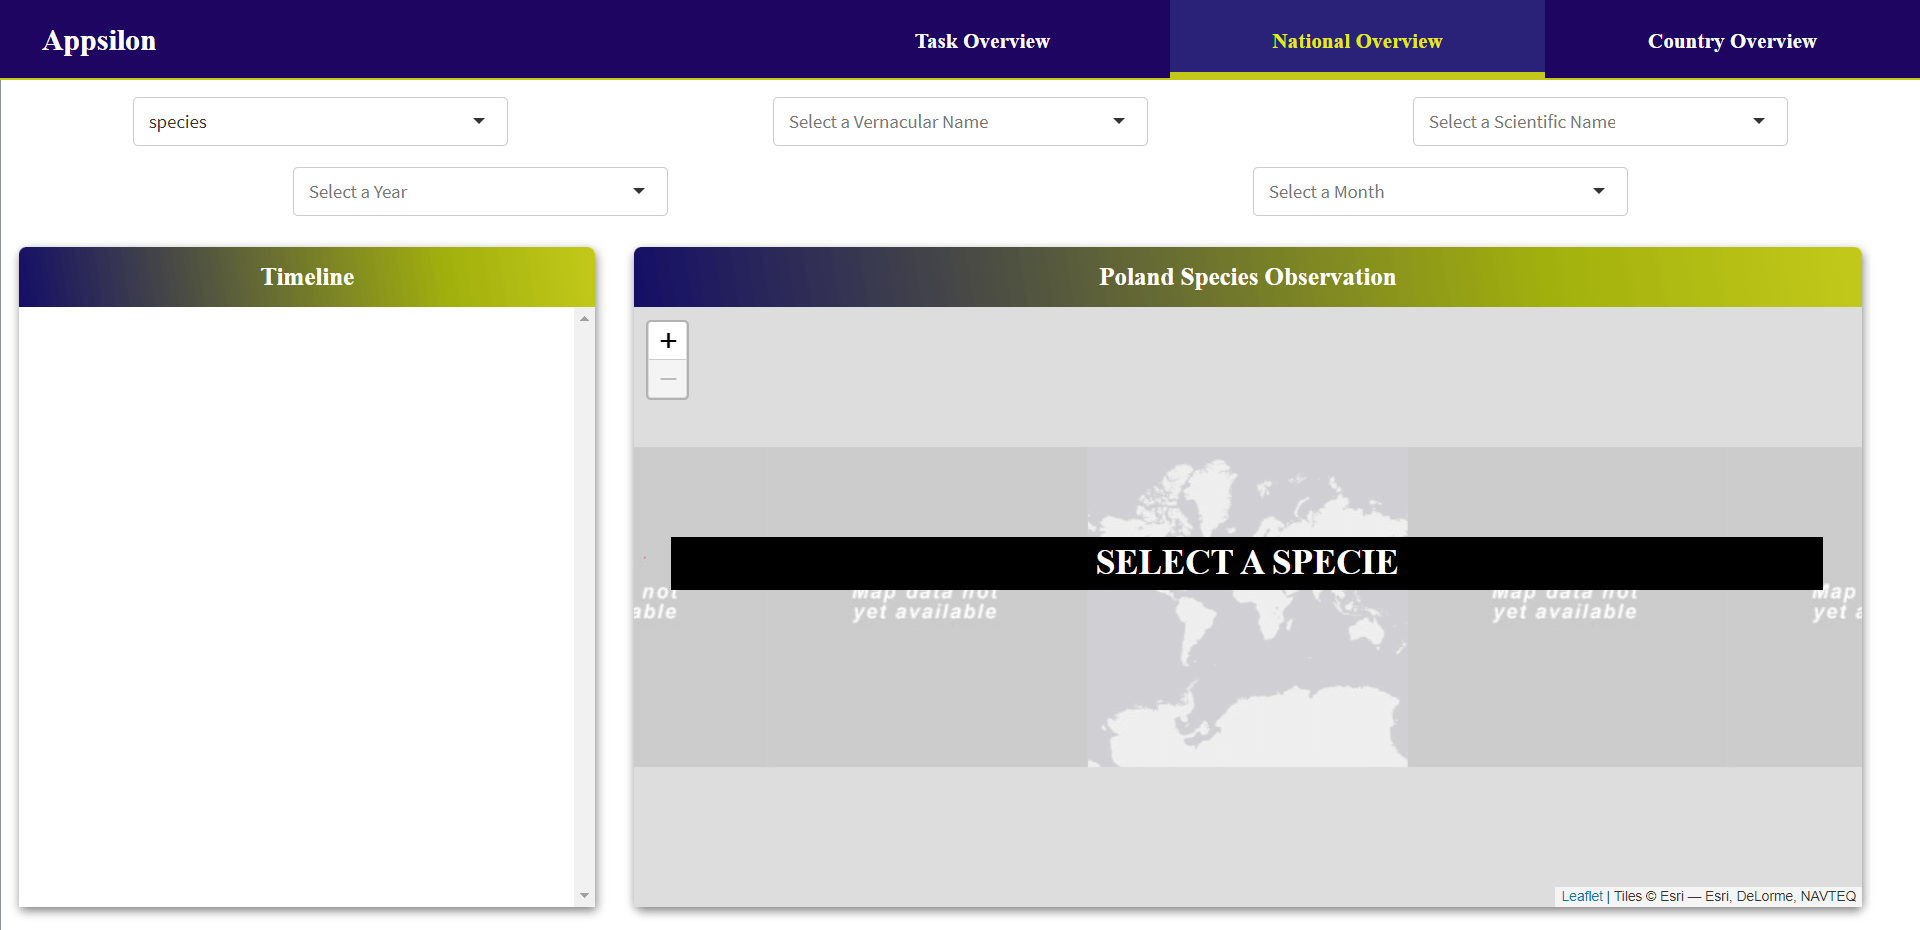 Appsilon
Task Overview
National Overview
Country Overview
species
Select a Vernacular Name
Select a Scientific Name
Select a Year
Select a Month
Timeline
Poland Species Observation
+
−
SELECT A SPECIE
not
able
Map data not
yet available
Map data not
yet available
Map
yet a
Leaflet | Tiles © Esri — Esri, DeLorme, NAVTEQ